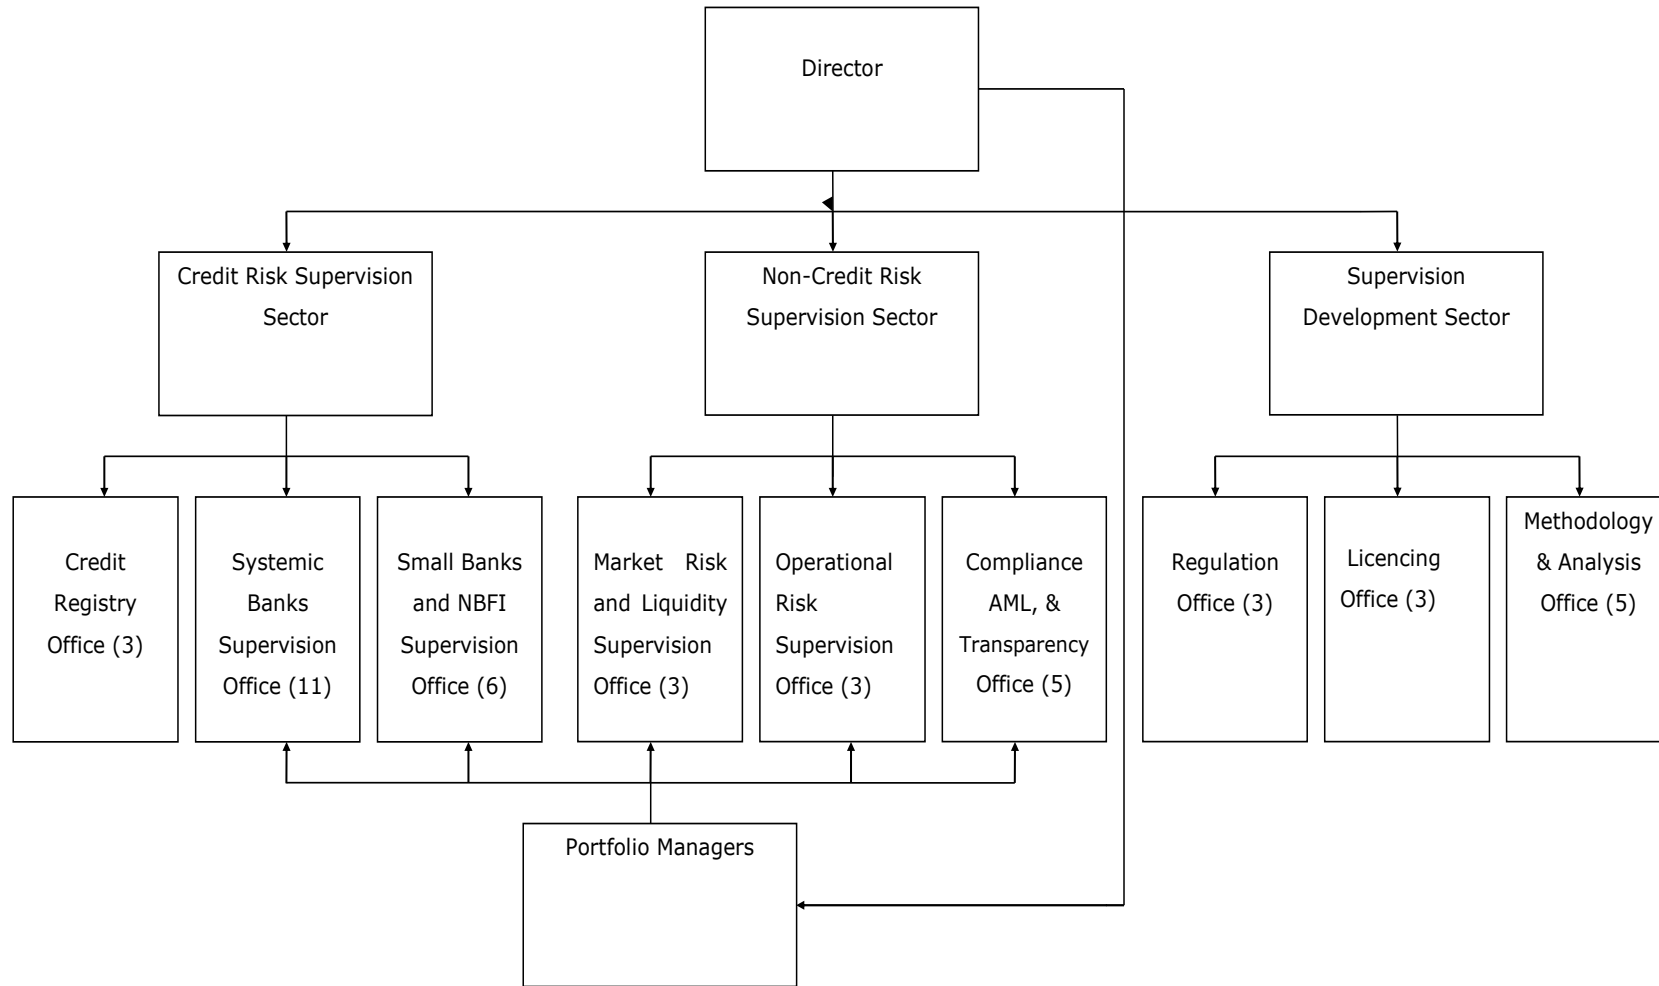 Director
Credit Risk Supervision
Sector
Non-Credit Risk
Supervision Sector
Supervision
Development Sector
Credit
Registry
Office (3)
Systemic
Banks
Supervision
Office (11)
Small Banks
and NBFI
Supervision
Office (6)
Market Risk
and Liquidity
Supervision
Office (3)
Operational
Risk
Supervision
Office (3)
Compliance
AML, &
Transparency
Office (5)
Regulation
Office (3)
Licencing
Office (3)
Methodology
& Analysis
Office (5)
Portfolio Managers